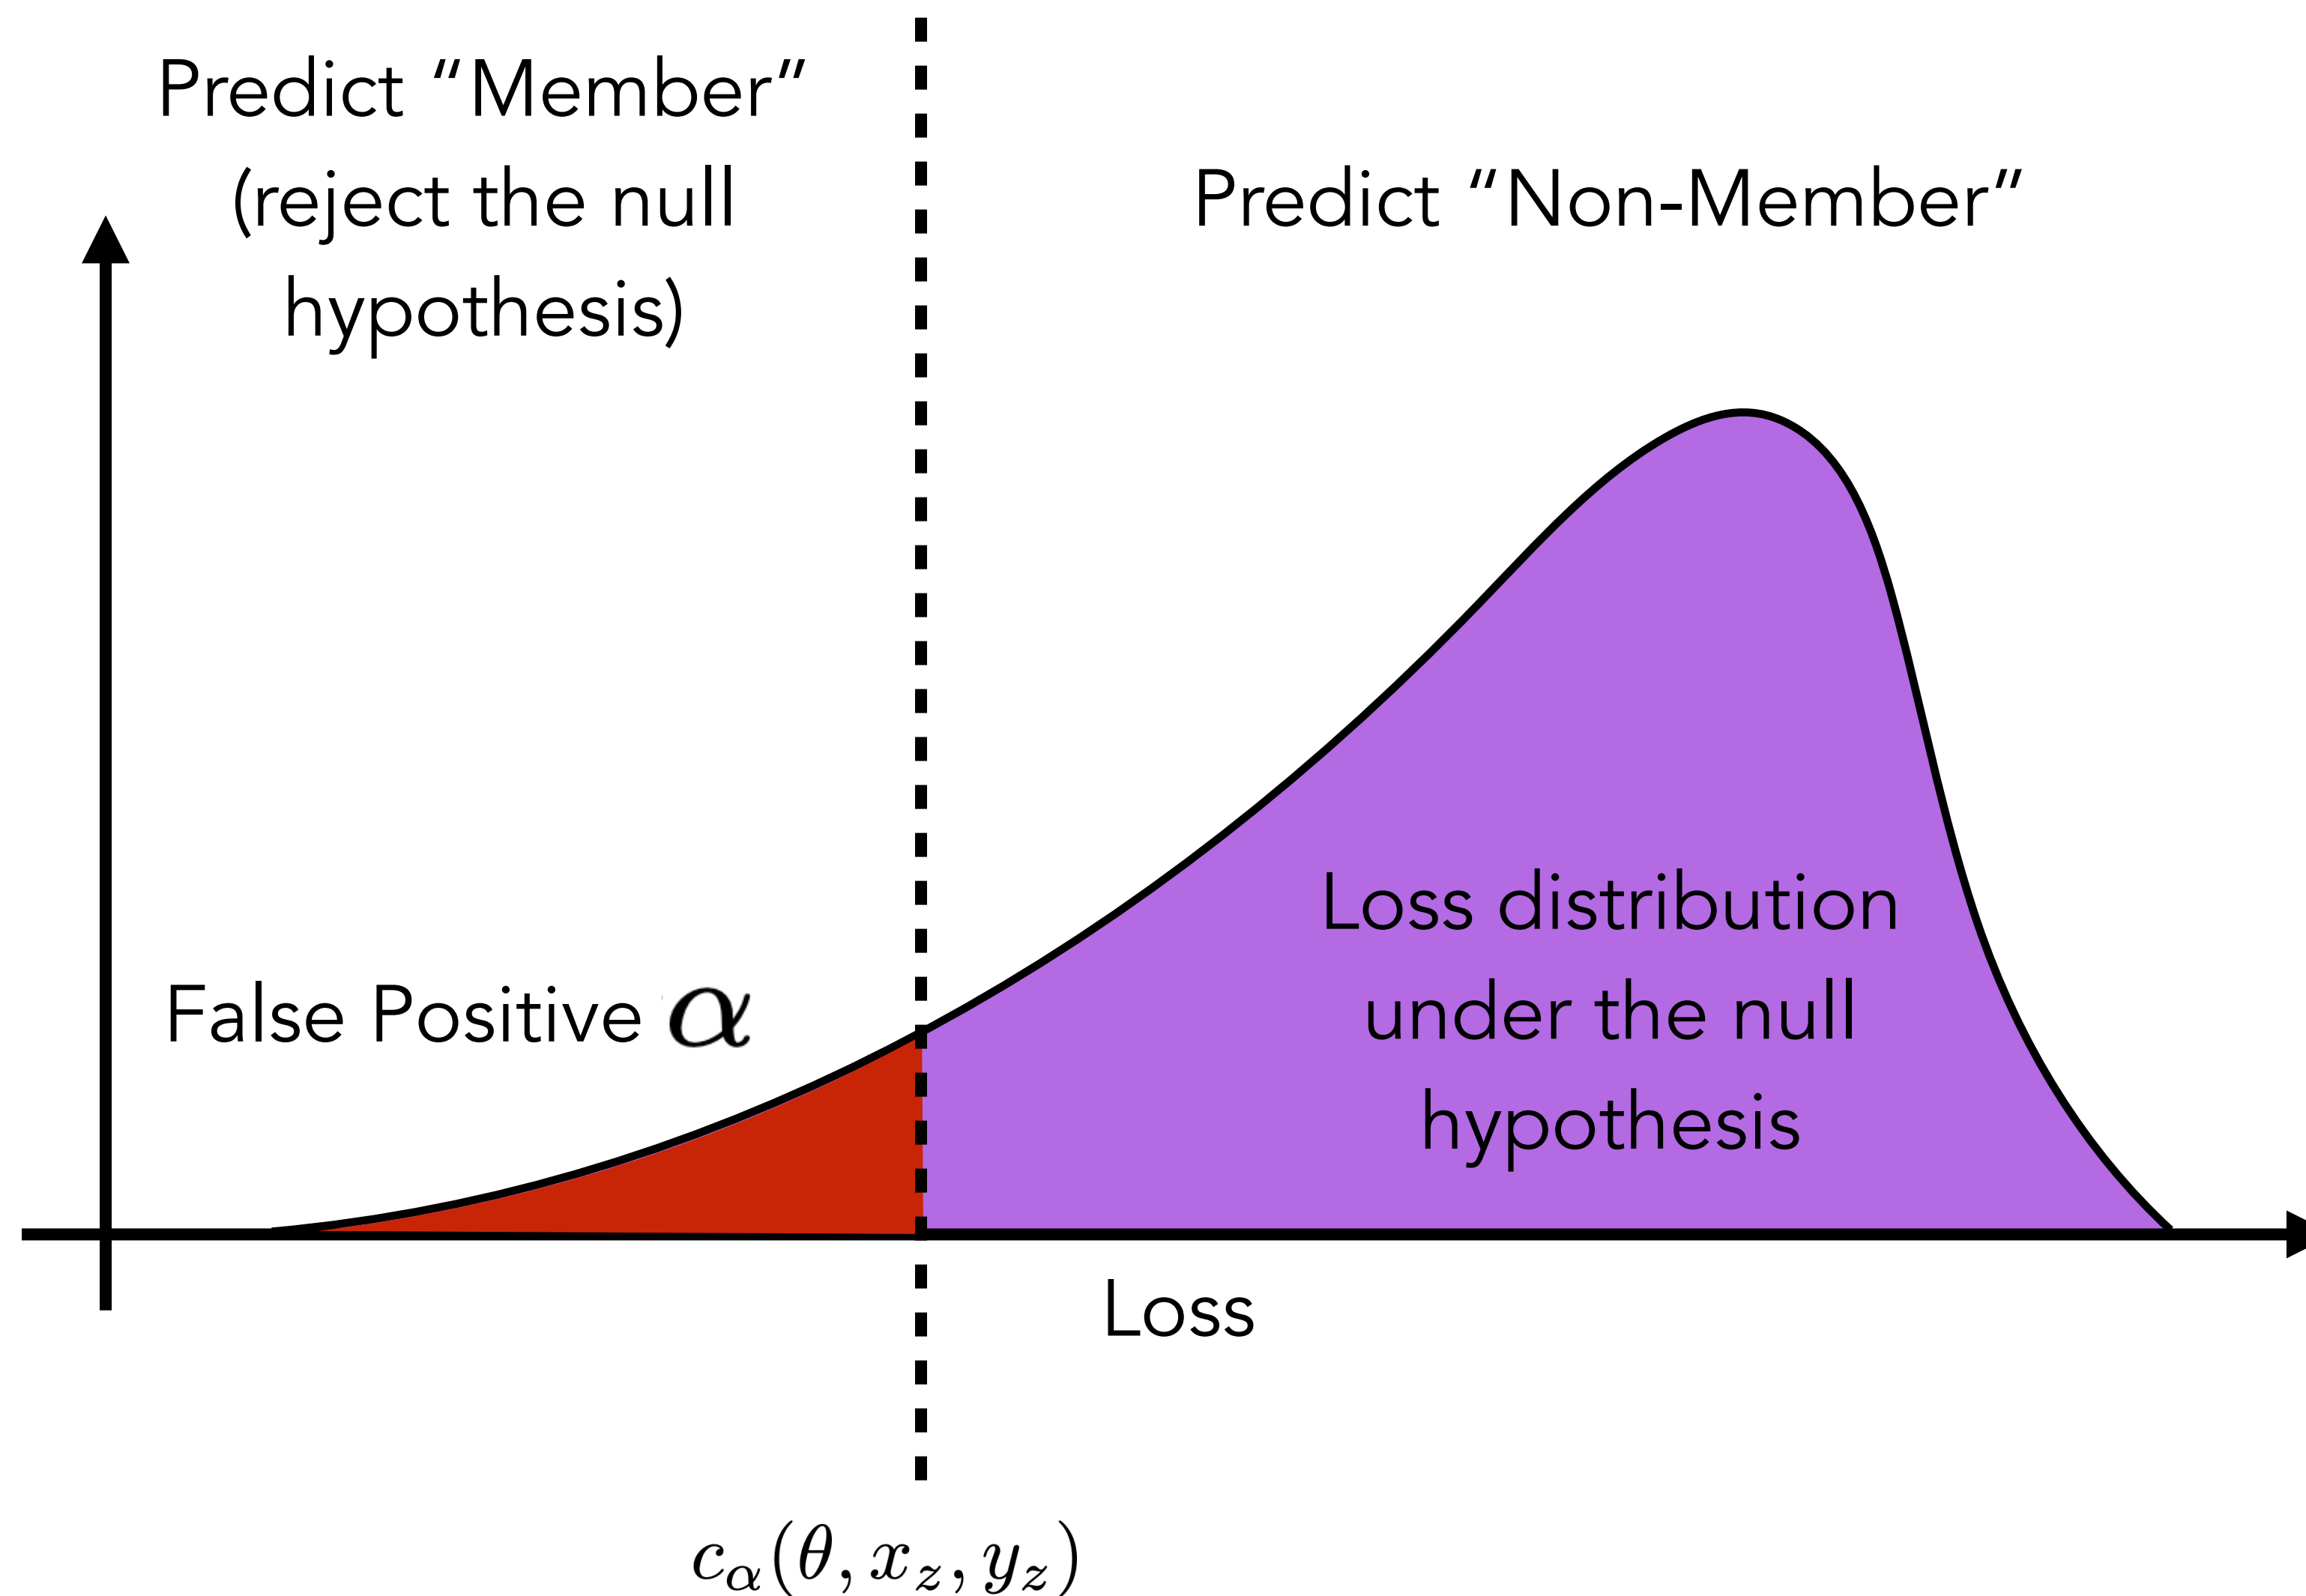 Predict “Member”
(reject the null
hypothesis)
Predict “Non-Member”
False Positive α
Loss distribution
under the null
hypothesis
Loss
c_α(θ, x_z, y_z)